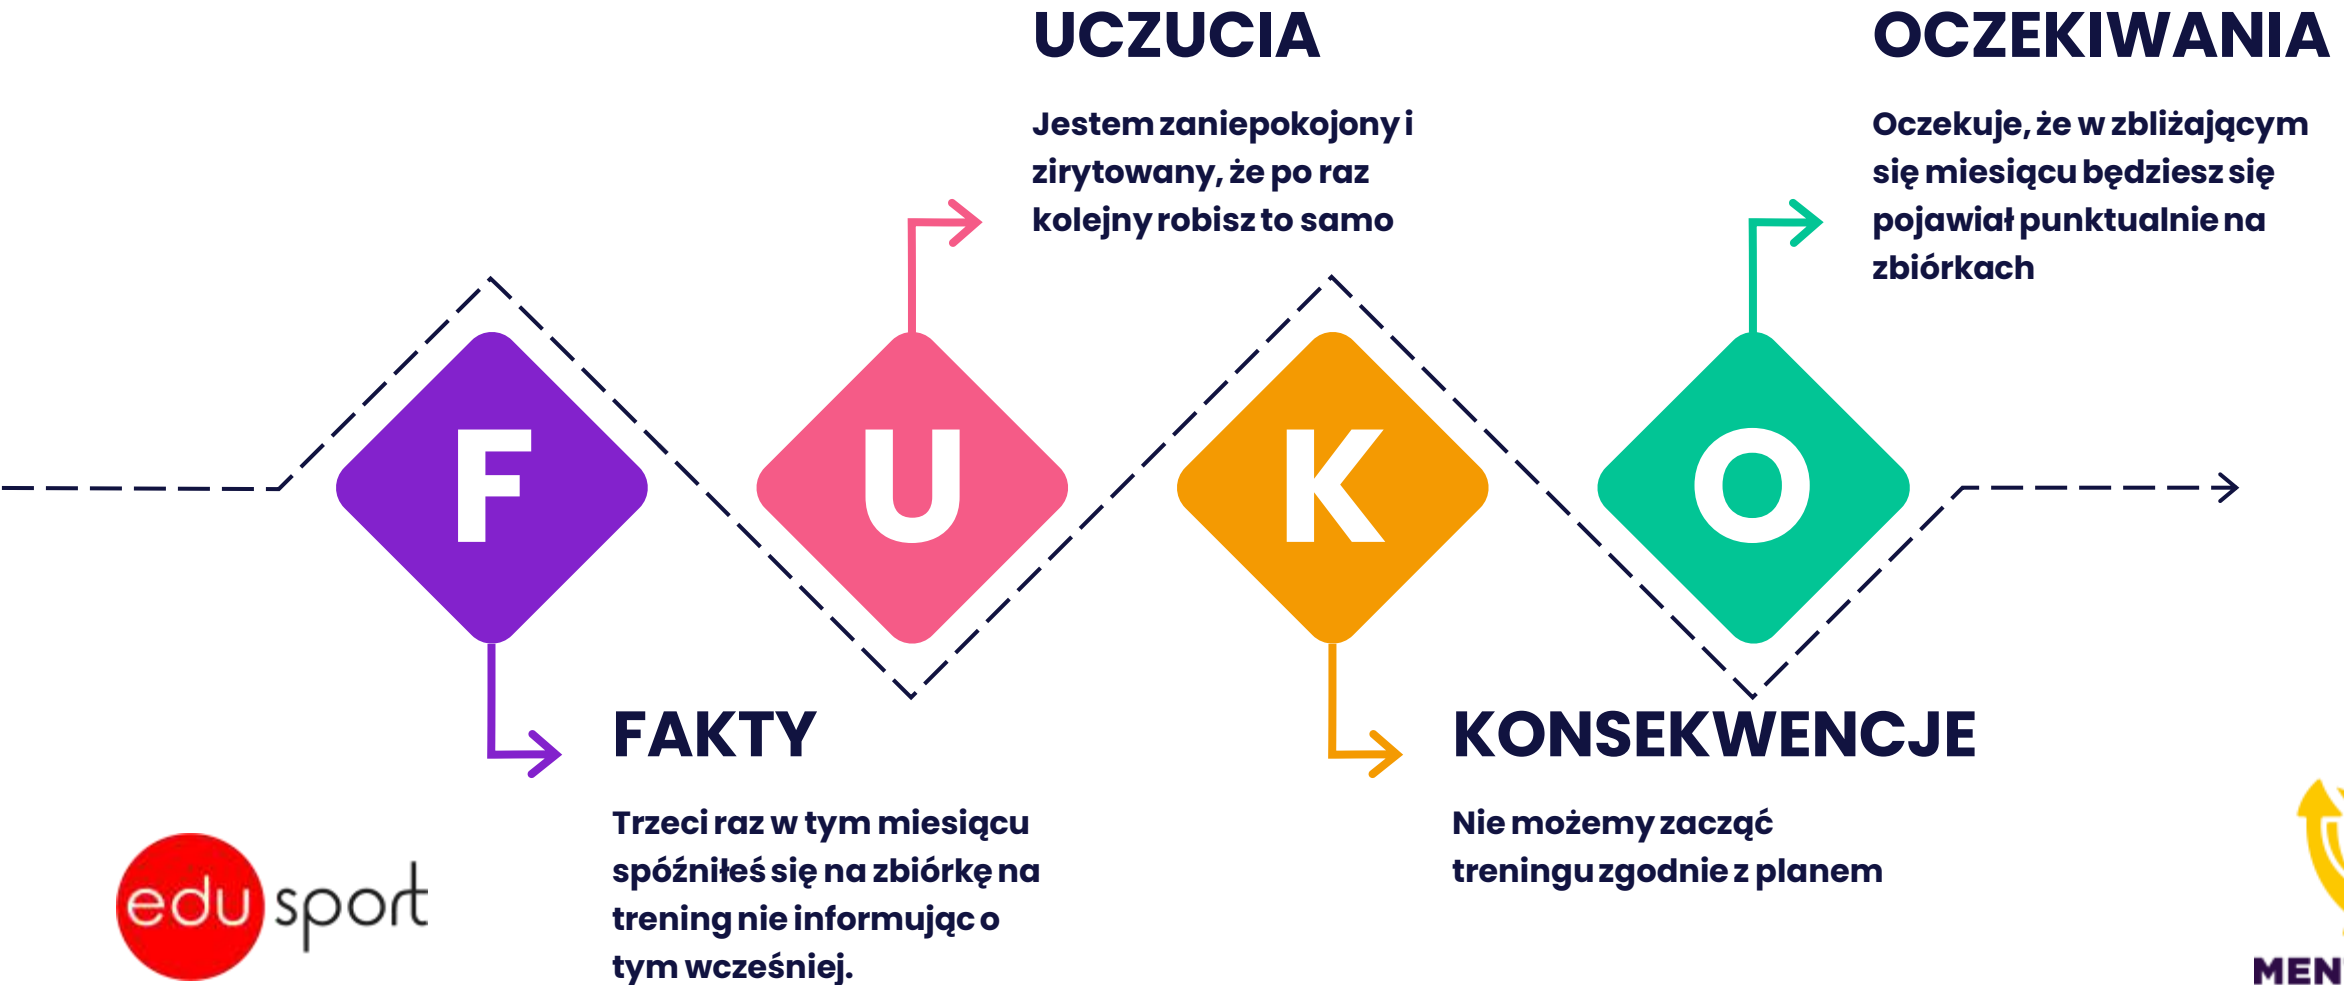 UCZUCIA
Jestem zaniepokojony i
zirytowany, że po raz
kolejny robisz to samo
OCZEKIWANIA
Oczekuje, że w zbliżającym
się miesiącu będziesz się
pojawiał punktualnie na
zbiórkach
F
U
K
O
FAKTY
Trzeci raz w tym miesiącu
spóźniłeś się na zbiórkę na
trening nie informując o
tym wcześniej.
KONSEKWENCJE
Nie możemy zacząć
treningu zgodnie z planem
edu sport
MEN